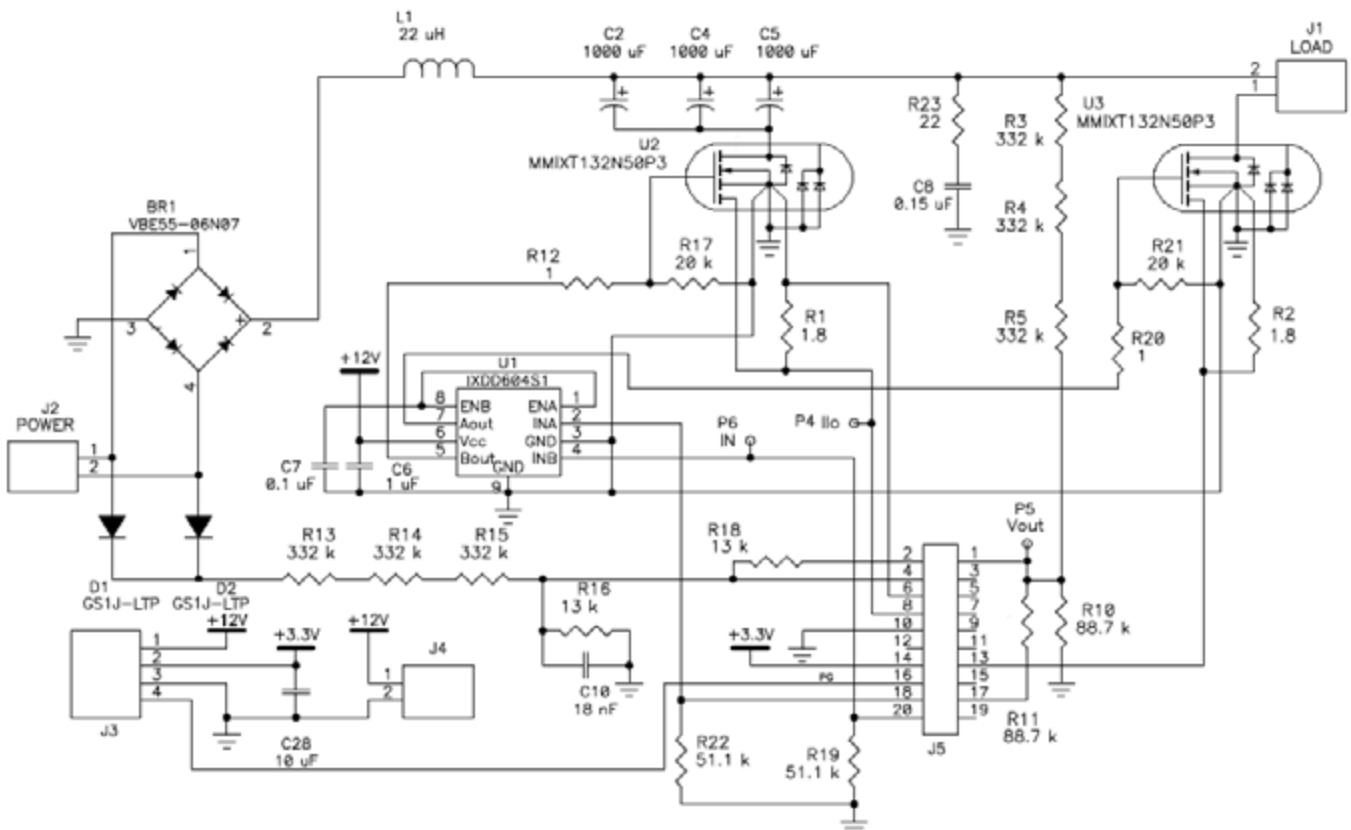 L1
22 uH
C2
1000 uF
C4
1000 uF
C5
1000 uF
J1
LOAD
2
1
R23
22
R3
332 k
U3
MMIXT132N50P3
U2
MMIXT132N50P3
C8
0.15 uF
R4
332 k
BR1
VBE55-06N07
1
2
3
4
+
-
R12
1
R17
20 k
R21
20 k
R1
1.8
R5
332 k
R20
1
R2
1.8
+12V
U1
IXDD604S1
8
ENB
ENA
1
7
Aout
INA
2
6
Vcc
GND
3
5
Bout
INB
4
GND
9
J2
POWER
1
2
P6
IN
P4 Ilo
C7
0.1 uF
C6
1 uF
R13
332 k
R14
332 k
R15
332 k
R18
13 k
P5
Vout
D1
GS1J-LTP
D2
GS1J-LTP
R16
13 k
C10
18 nF
2
1
4
3
6
5
8
7
10
9
12
11
14
13
16
15
18
17
20
19
J5
PG
+3.3V
R10
88.7 k
R11
88.7 k
+12V
+3.3V
+12V
1
2
3
4
J3
J4
1
2
C28
10 uF
R22
51.1 k
R19
51.1 k